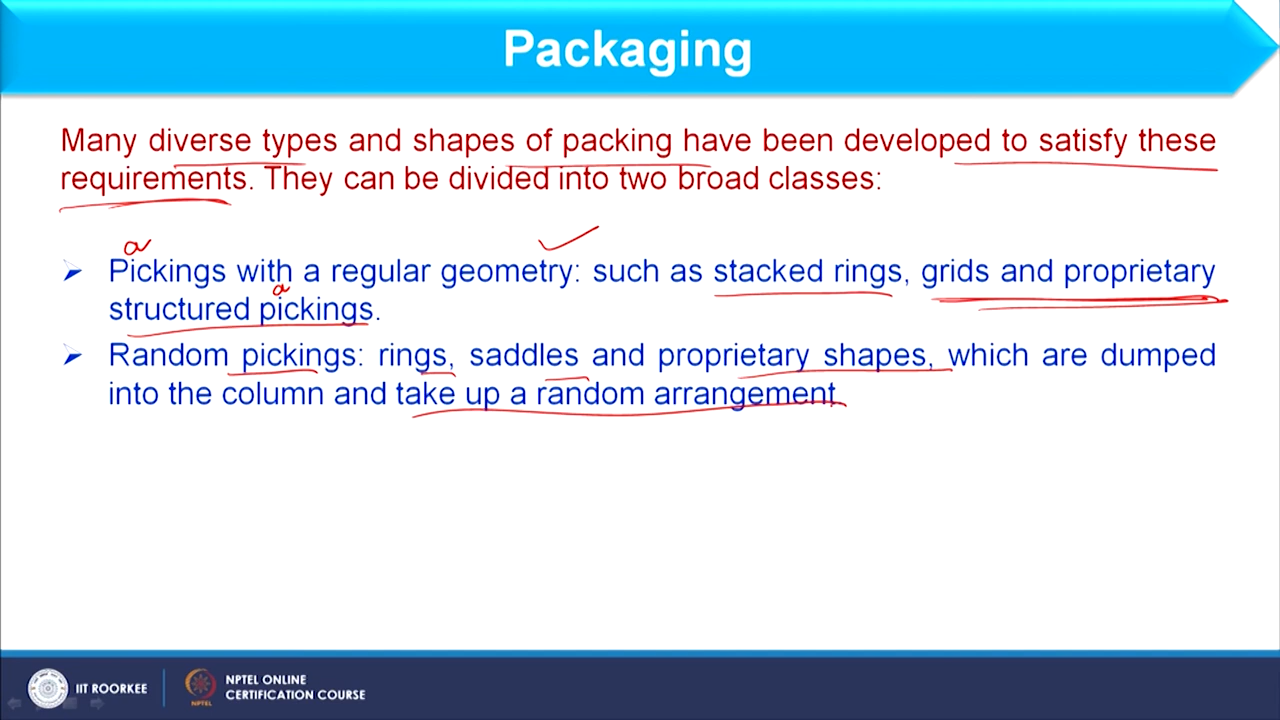 Packaging
Many diverse types and shapes of packing have been developed to satisfy these
requirements. They can be divided into two broad classes:
a
Pickings with a regular geometry: such as stacked rings, grids and proprietary
a
structured pickings.
Random pickings: rings, saddles and proprietary shapes, which are dumped
into the column and take up a random arrangement.
IIT ROORKEE
NPTEL ONLINE
CERTIFICATION COURSE
NPTEL